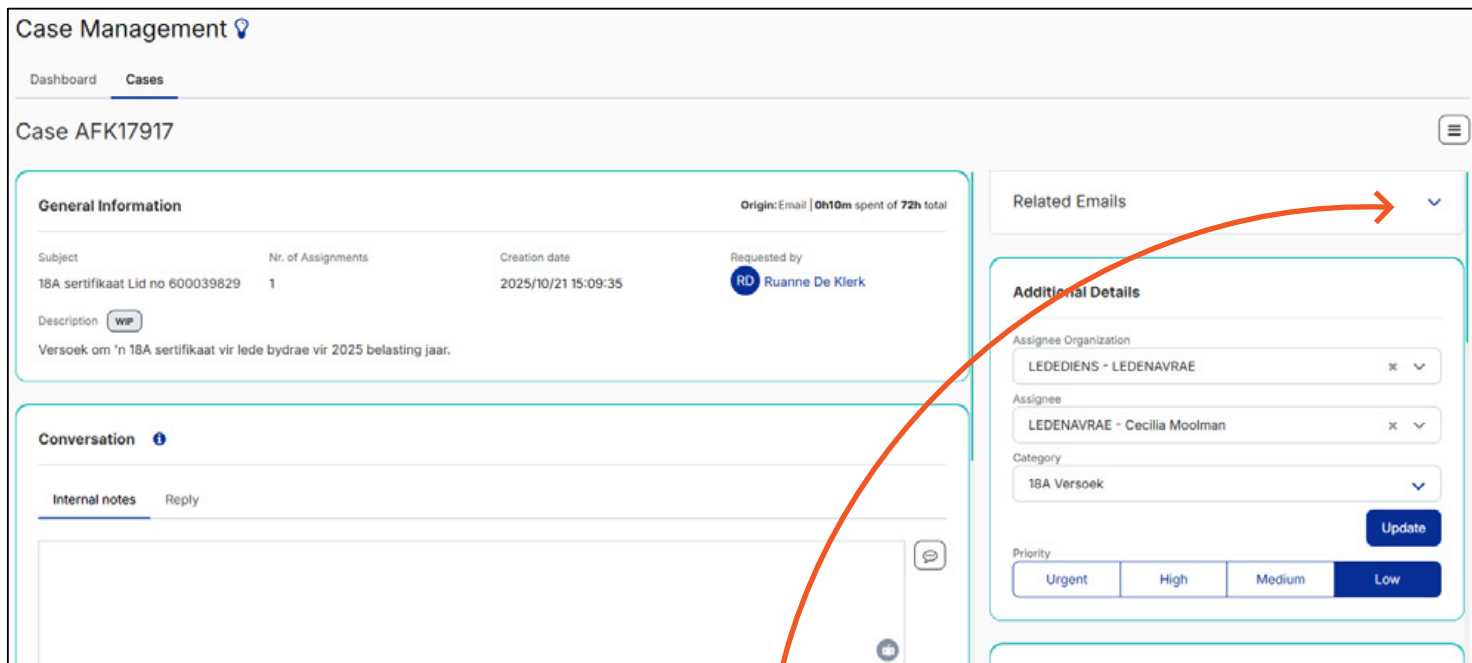 Case Management
Dashboard Cases
Case AFK17917
General Information
Origin: Email | 0h10m spent of 72h total
Subject Nr. of Assignments Creation date Requested by
18A sertifikaat Lid no 600039829 1 2025/10/21 15:09:35 RD Ruanne De Klerk
Description WIP
Versoek om 'n 18A sertifikaat vir lede bydrae vir 2025 belasting jaar.
Conversation
Internal notes Reply
Related Emails
Additional Details
Assignee Organization
LEDEDIENS - LEDENAVRAE
Assignee
LEDENAVRAE - Cecilia Moolman
Category
18A Versoek
Update
Priority
Urgent High Medium Low